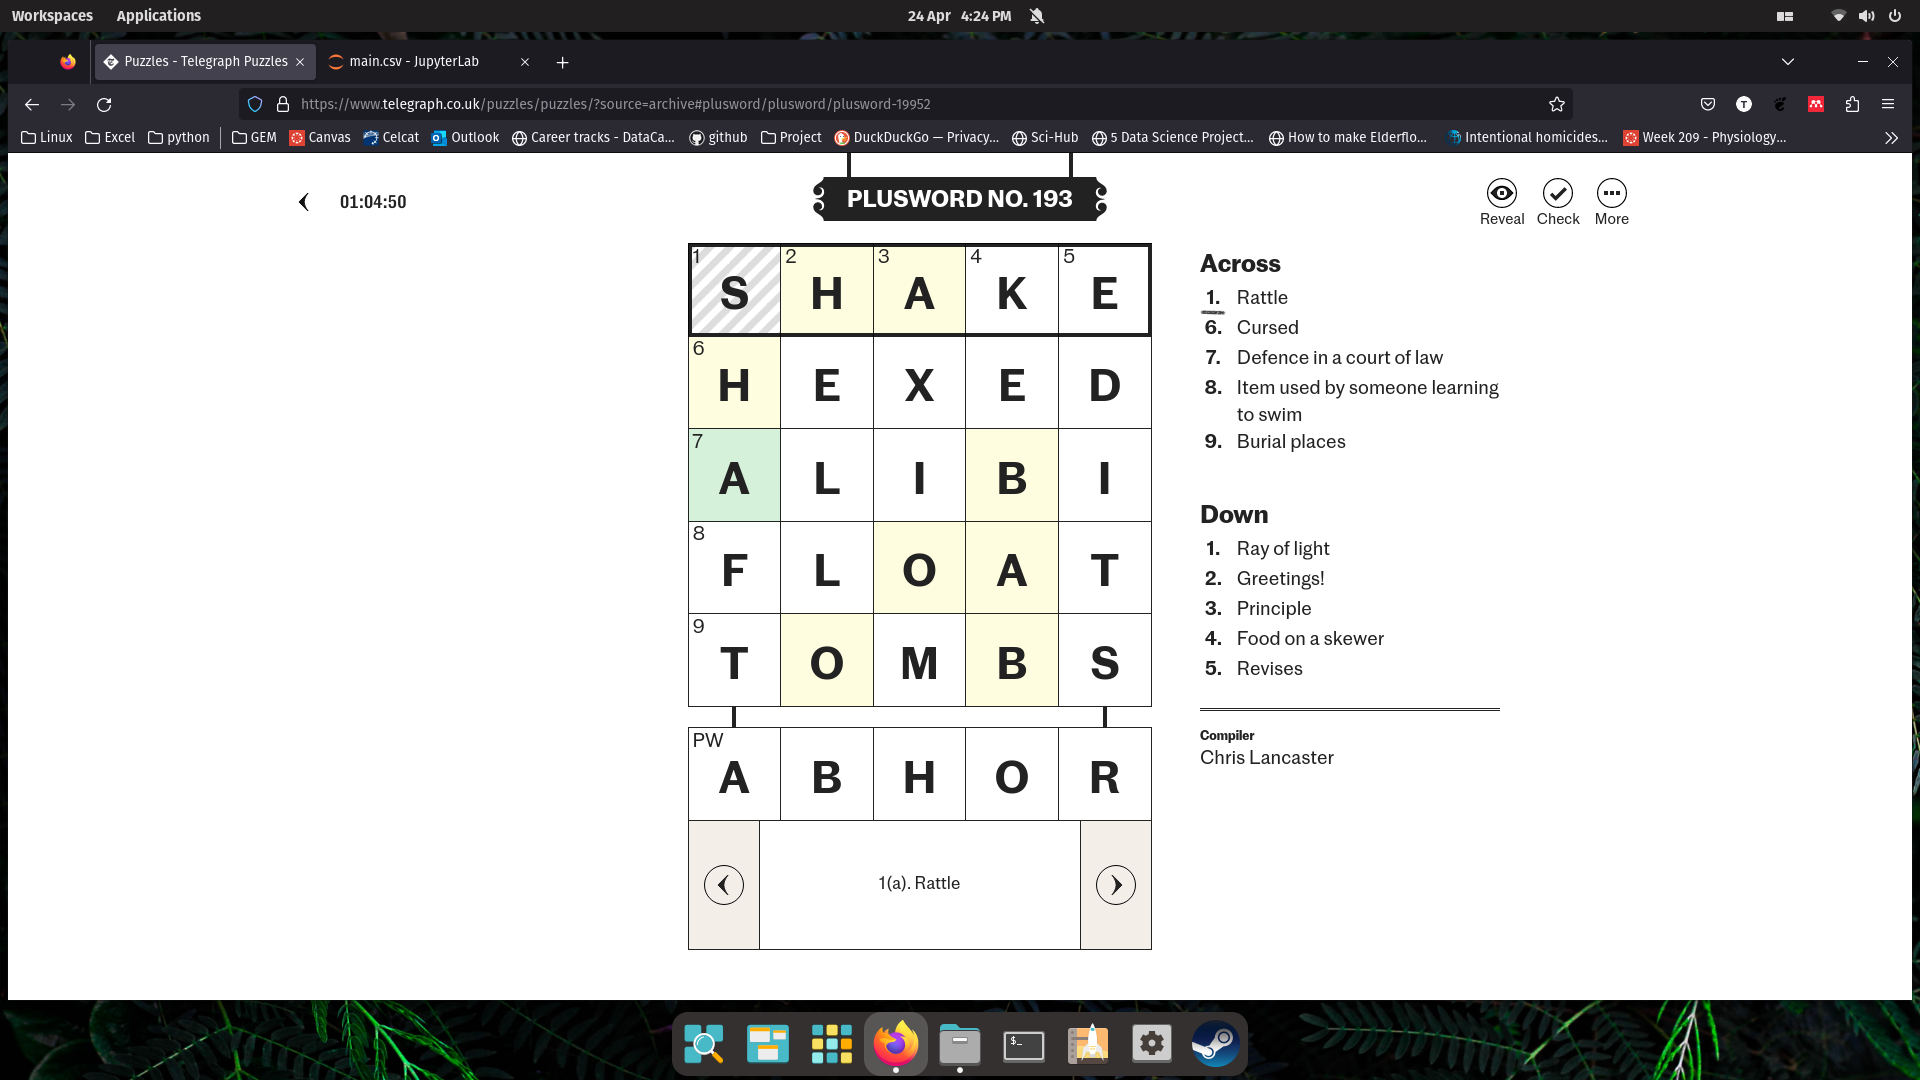 Workspaces Applications 24 Apr 4:24 PM
Puzzles - Telegraph Puzzles main.csv - JupyterLab
https://www.telegraph.co.uk/puzzles/puzzles/?source=archive#plusword/plusword/plusword-19952 T
Linux Excel python GEM Canvas Celcat Outlook Career tracks - DataCa... github Project DuckDuckGo — Privacy... Sci-Hub 5 Data Science Project... How to make Elderflo... Intentional homicides... Week 209 - Physiology...
01:04:50
PLUSWORD NO. 193
Reveal Check More
1 S 2 H 3 A 4 K 5 E
6 H E X E D
7 A L I B I
8 F L O A T
9 T O M B S
PW A B H O R
1(a). Rattle
Across
1. Rattle
6. Cursed
7. Defence in a court of law
8. Item used by someone learning
to swim
9. Burial places
Down
1. Ray of light
2. Greetings!
3. Principle
4. Food on a skewer
5. Revises
Compiler
Chris Lancaster
$_